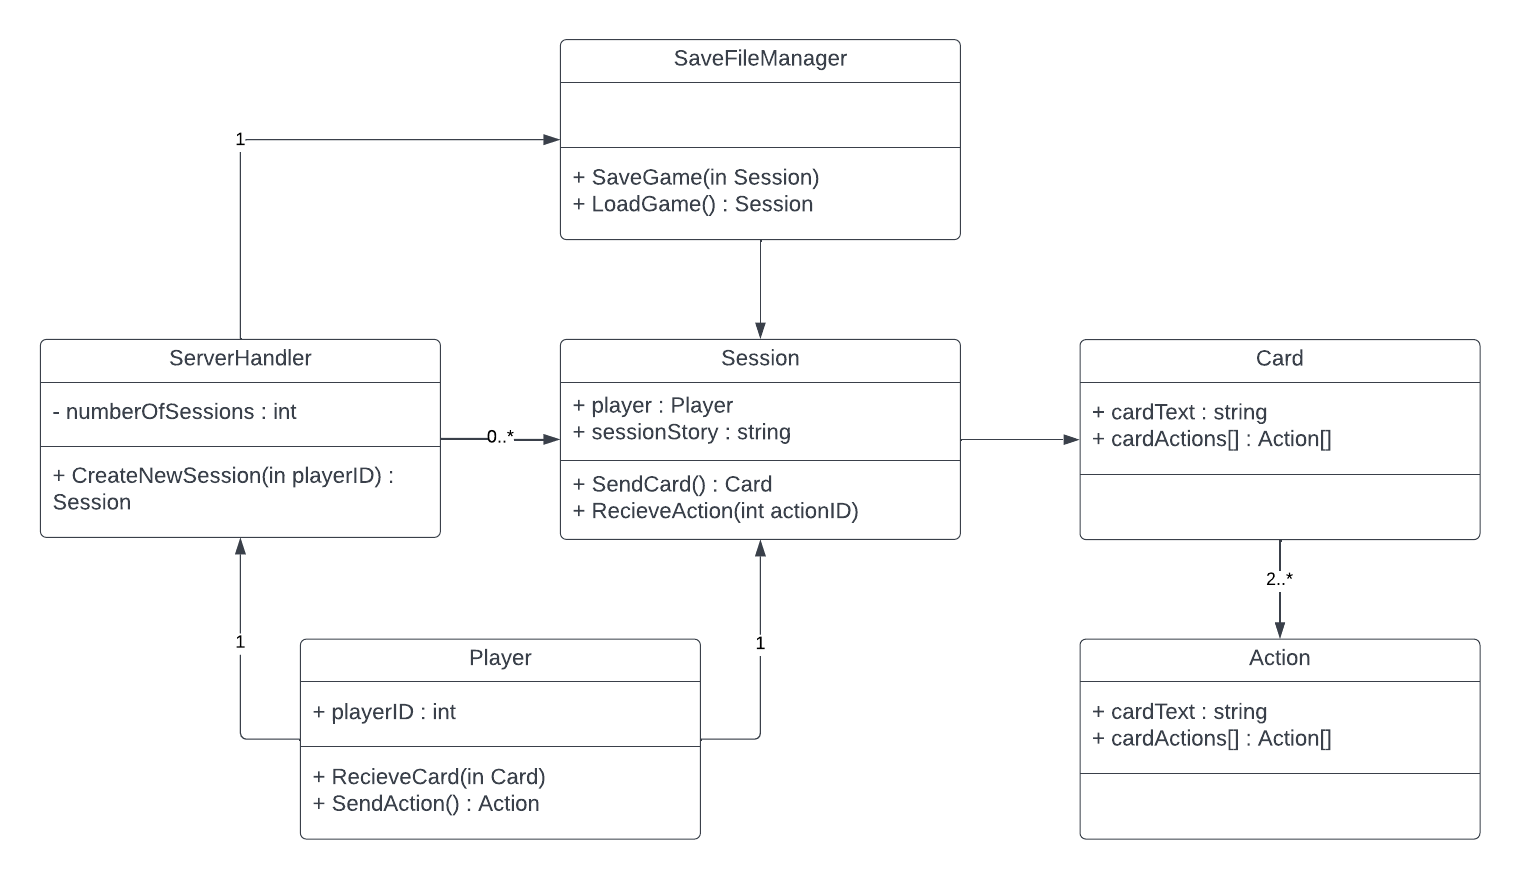 SaveFileManager
1
+ SaveGame(in Session)
+ LoadGame() : Session
ServerHandler
- numberOfSessions : int
+ CreateNewSession(in playerID) :
Session
0..*
Session
+ player : Player
+ sessionStory : string
+ SendCard() : Card
+ RecieveAction(int actionID)
Card
+ cardText : string
+ cardActions[] : Action[]
2..*
1
1
Player
+ playerID : int
+ RecieveCard(in Card)
+ SendAction() : Action
Action
+ cardText : string
+ cardActions[] : Action[]